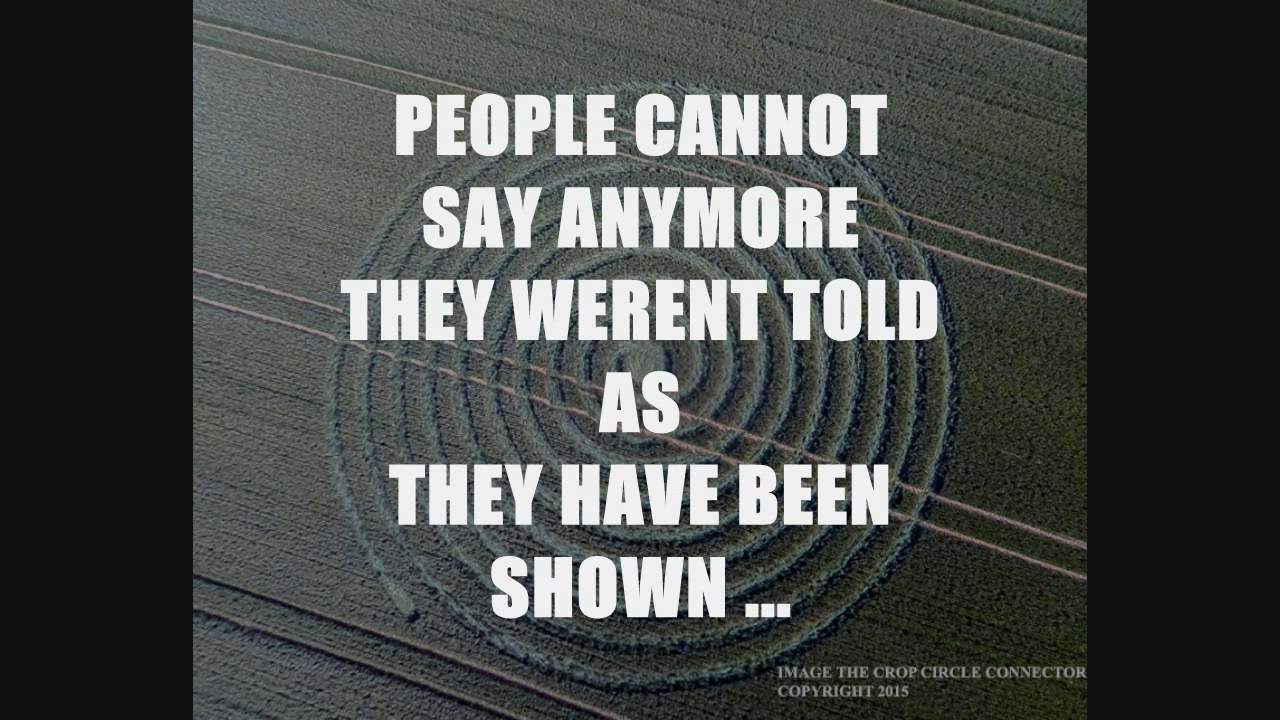 PEOPLE CANNOT
SAY ANYMORE
THEY WERENT TOLD
AS
THEY HAVE BEEN
SHOWN ...
IMAGE THE CROP CIRCLE CONNECTOR
COPYRIGHT 2015